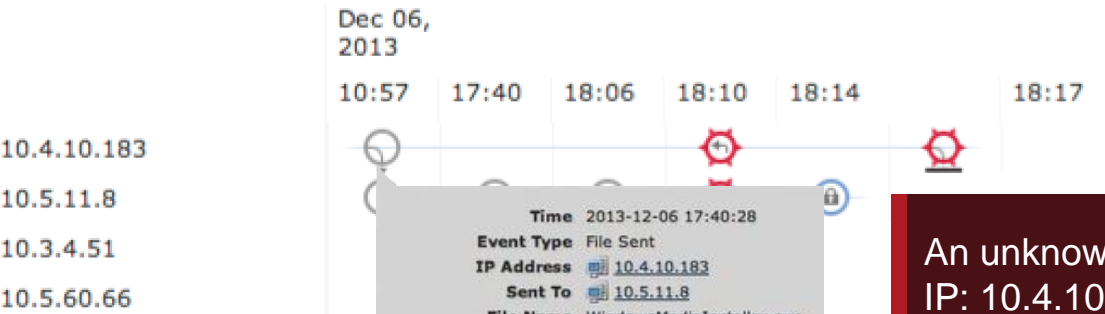 Dec 06,
2013
10:57 17:40 18:06 18:10 18:14 18:17
10.4.10.183
10.5.11.8
10.3.4.51
10.5.60.66
Time 2013-12-06 17:40:28
Event Type File Sent
IP Address 10.4.10.183
Sent To 10.5.11.8
An unknow
IP: 10.4.10